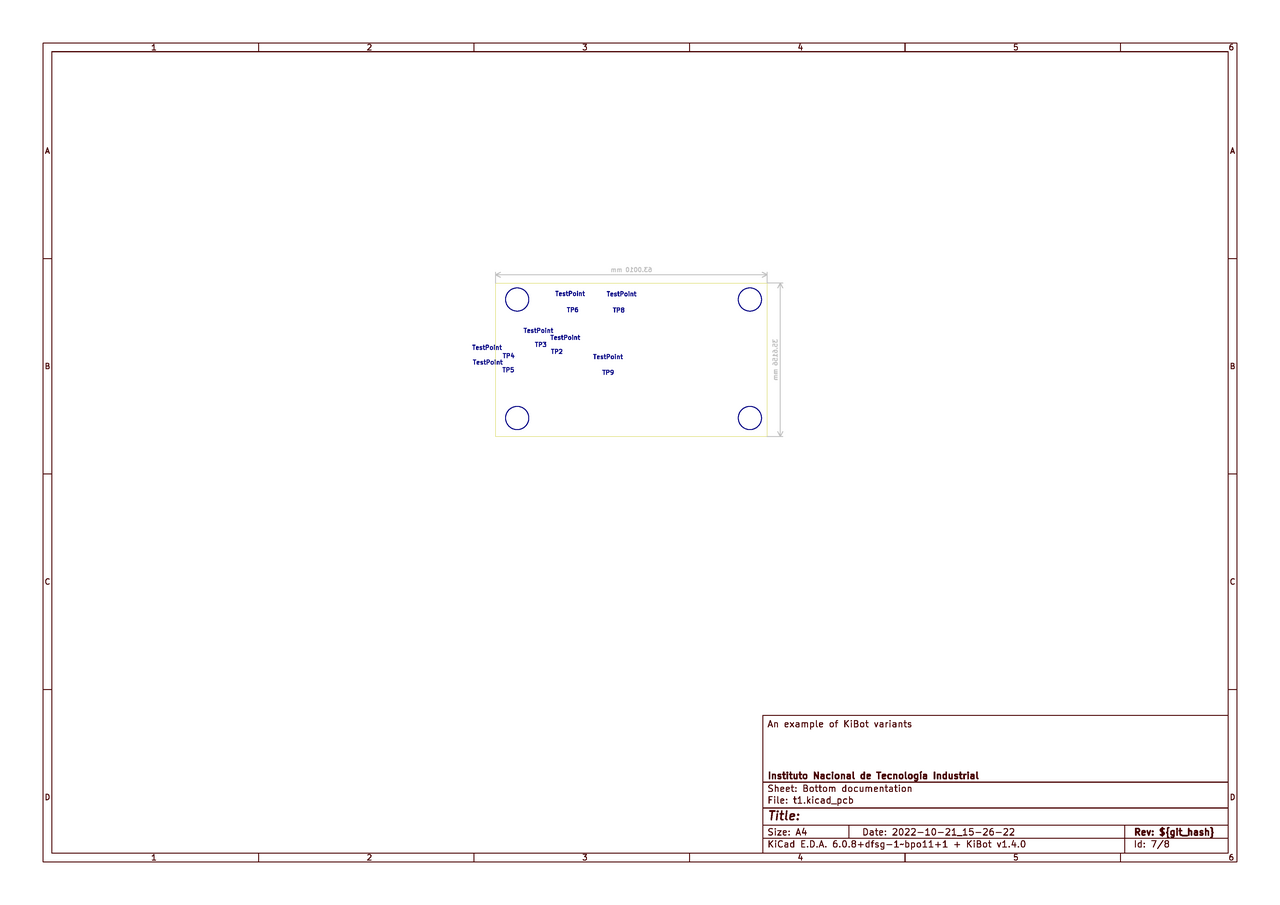 1 2 3 4 5 6
A A
63.0010 mm
TestPoint TestPoint
TP6 TP8
TestPoint
TestPoint
TP3
TestPoint
TP2
TP4
TestPoint
TestPoint
B B
TP5
TP9
35.6156 mm
C C
An example of KiBot variants
Instituto Nacional de Tecnología Industrial
Sheet: Bottom documentation
D D
File: t1.kicad_pcb
Title:
Size: A4 Date: 2022-10-21_15-26-22 Rev: ${git_hash}
KiCad E.D.A. 6.0.8+dfsg-1~bpo11+1 + KiBot v1.4.0 Id: 7/8
1 2 3 4 5 6